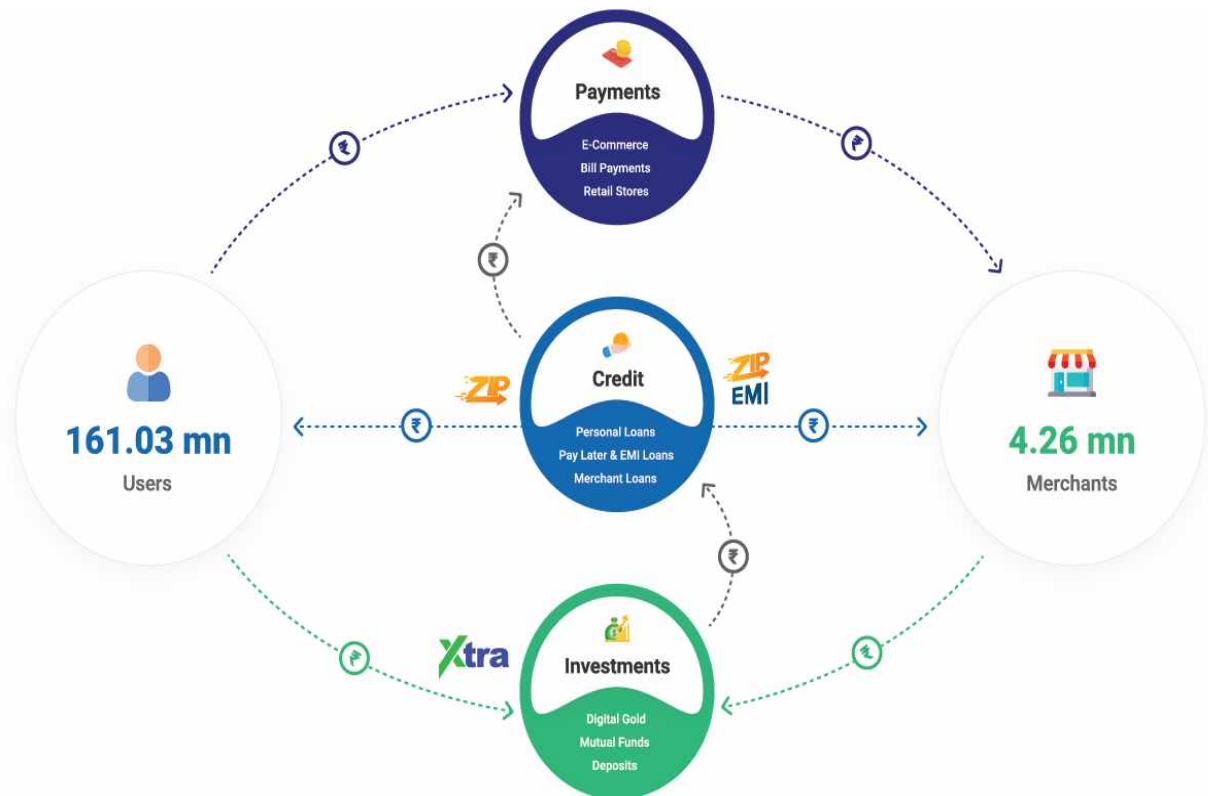 Payments
E-Commerce
Bill Payments
Retail Stores
₹
₹
₹
161.03 mn
Users
ZIP
₹
Credit
Personal Loans
Pay Later & EMI Loans
Merchant Loans
ZIP
EMI
₹
4.26 mn
Merchants
₹
Xtra
₹
₹
Investments
Digital Gold
Mutual Funds
Deposits